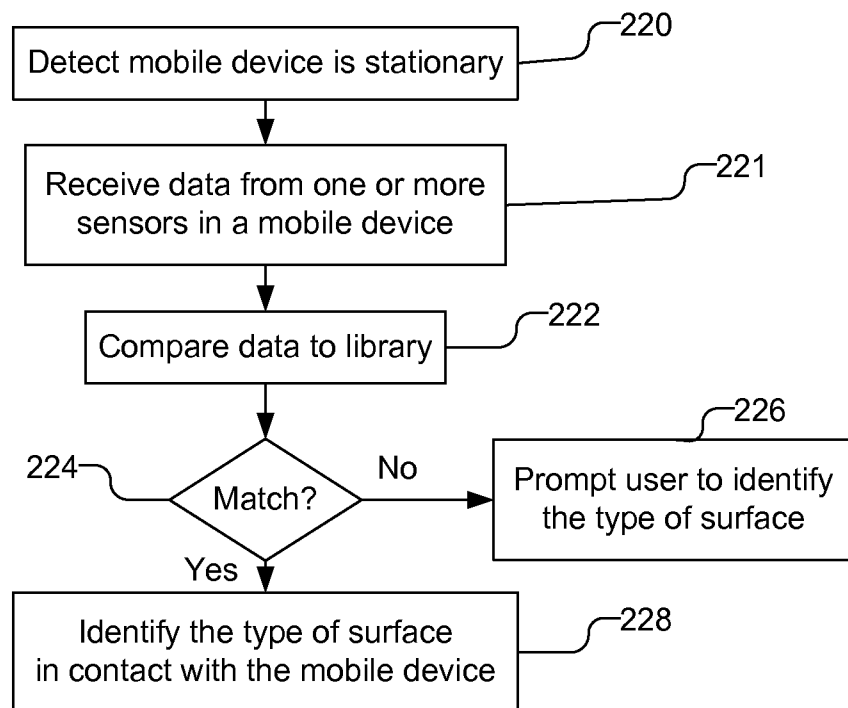 220
Detect mobile device is stationary
221
Receive data from one or more
sensors in a mobile device
222
Compare data to library
226
224
Match?
No
Prompt user to identify
the type of surface
Yes
228
Identify the type of surface
in contact with the mobile device